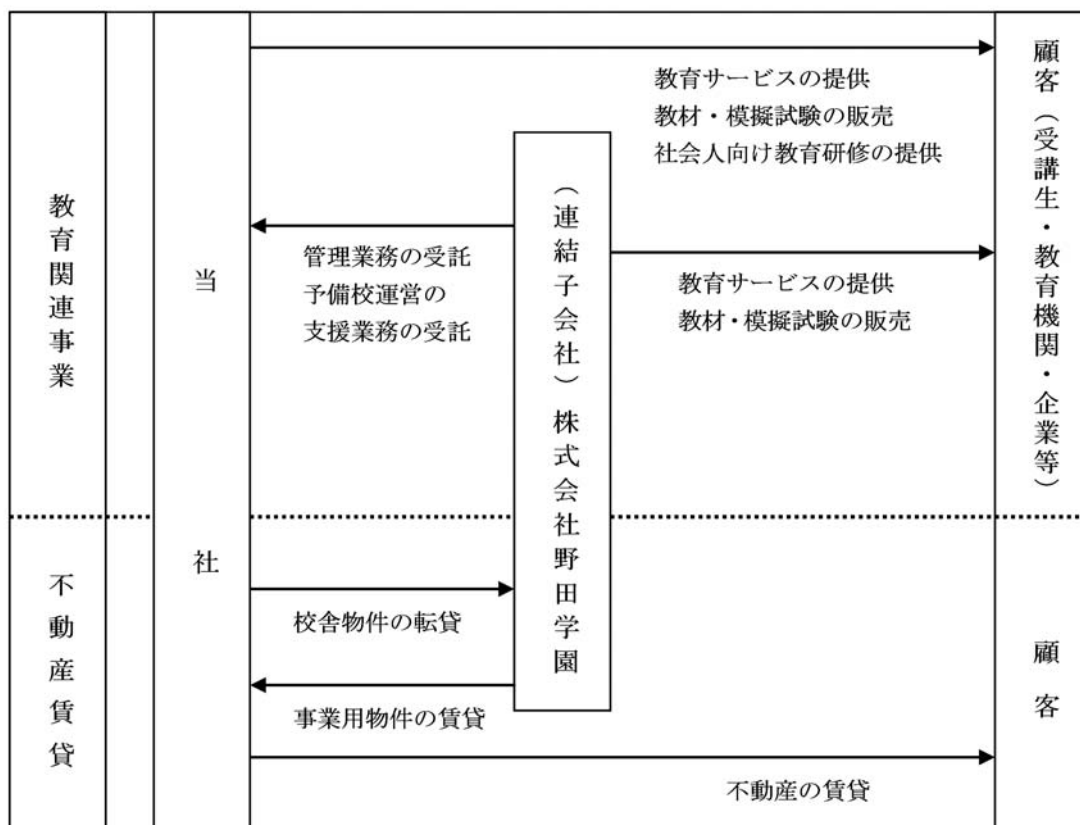 教育関連事業
不動産賃貸
当社
教育サービスの提供
教材・模擬試験の販売
社会人向け教育研修の提供
管理業務の受託
予備校運営の
支援業務の受託
(連結子会社)株式会社野田学園
教育サービスの提供
教材・模擬試験の販売
校舎物件の転貸
事業用物件の賃貸
不動産の賃貸
顧客(受講生・教育機関・企業等)
顧客